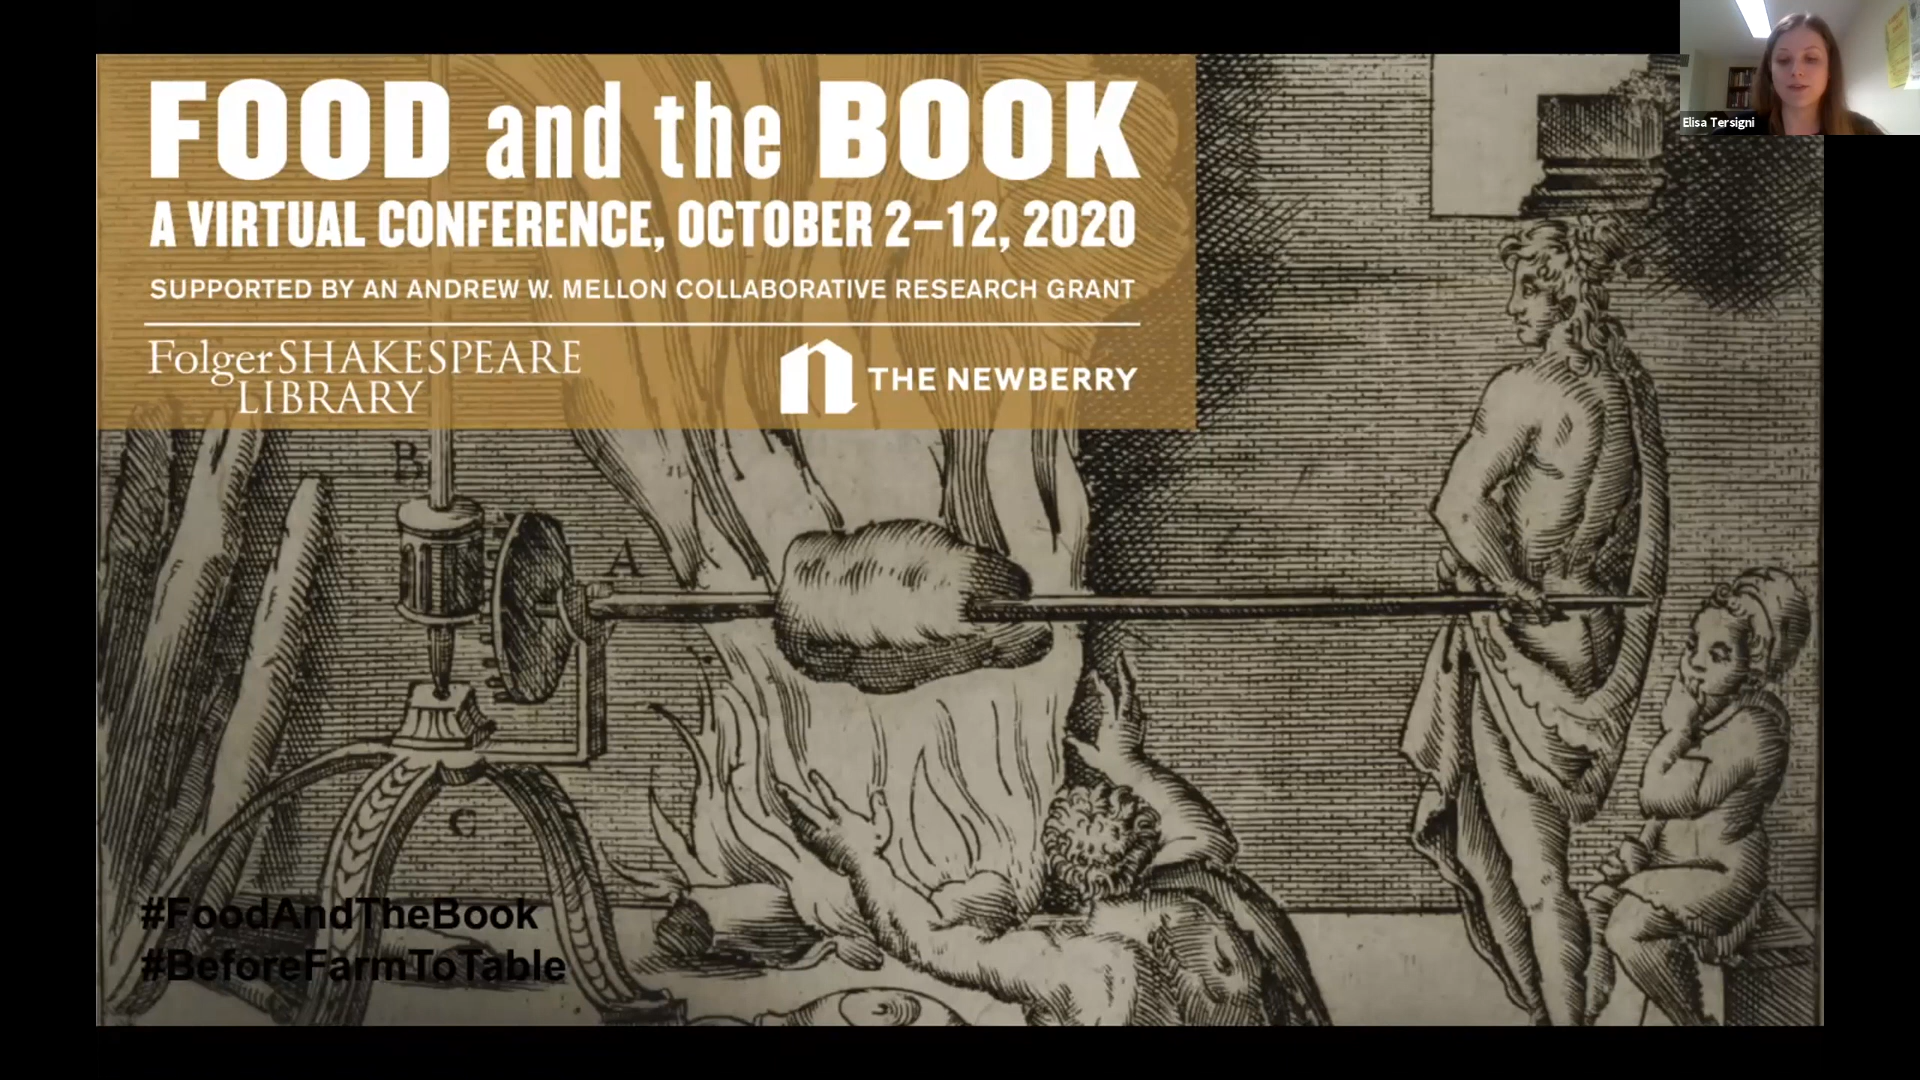 FOOD and the BOOK
A VIRTUAL CONFERENCE, OCTOBER 2–12, 2020
SUPPORTED BY AN ANDREW W. MELLON COLLABORATIVE RESEARCH GRANT
Folger SHAKESPEARE
LIBRARY
THE NEWBERRY
Elisa Tersigni
B
A
C
#FoodAndTheBook
#BeforeFarmToTable